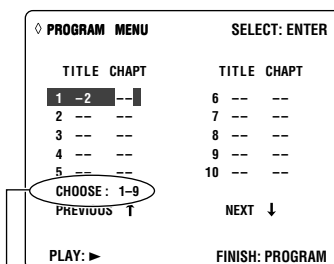 ◊ PROGRAM MENU SELECT: ENTER
TITLE CHAPT TITLE CHAPT
1 –2 –– 6 –– ––
2 –– –– 7 –– ––
3 –– –– 8 –– ––
4 –– –– 9 –– ––
5 –– –– 10 –– ––
CHOOSE: 1–9
PREVIOUS ↑ NEXT ↓
PLAY: ► FINISH: PROGRAM